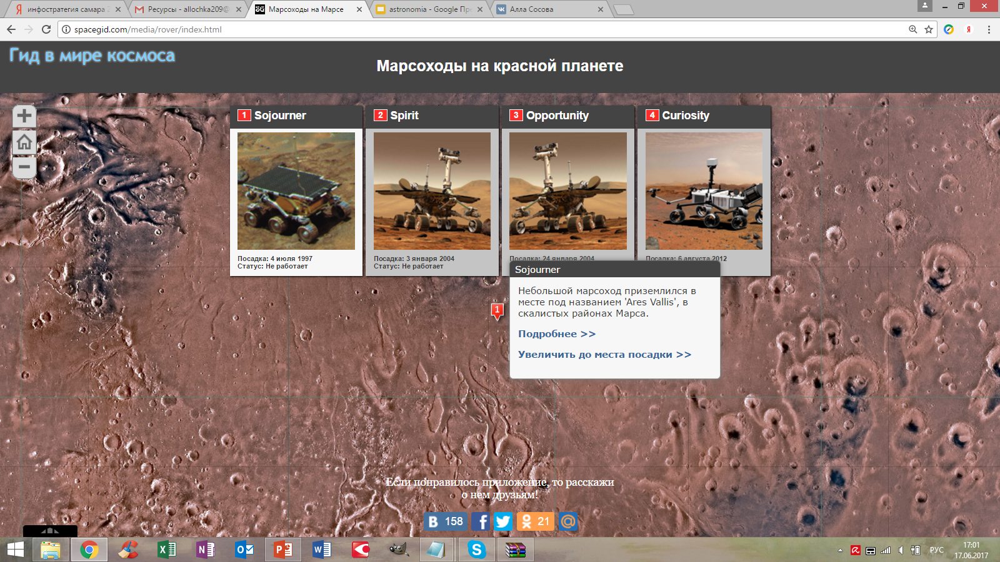 инфостратегия самара 2
Ресурсы - allochka209@
Марсоходы на Марсе
astronomia - Google Пре
Алла Сосова
spacegid.com/media/rover/index.html
Гид в мире космоса
Марсоходы на красной планете
1 Sojourner
2 Spirit
3 Opportunity
4 Curiosity
Посадка: 4 июля 1997
Статус: Не работает
Посадка: 3 января 2004
Статус: Не работает
Посадка: 24 января 2004
Посадка: 6 августа 2012
Sojourner
Небольшой марсоход приземлился в
месте под названием 'Ares Vallis', в
скалистых районах Марса.
Подробнее >>
Увеличить до места посадки >>
1
Если понравилось приложение, то расскажи
о нем друзьям!
158
21
РУС
17:01
17.06.2017